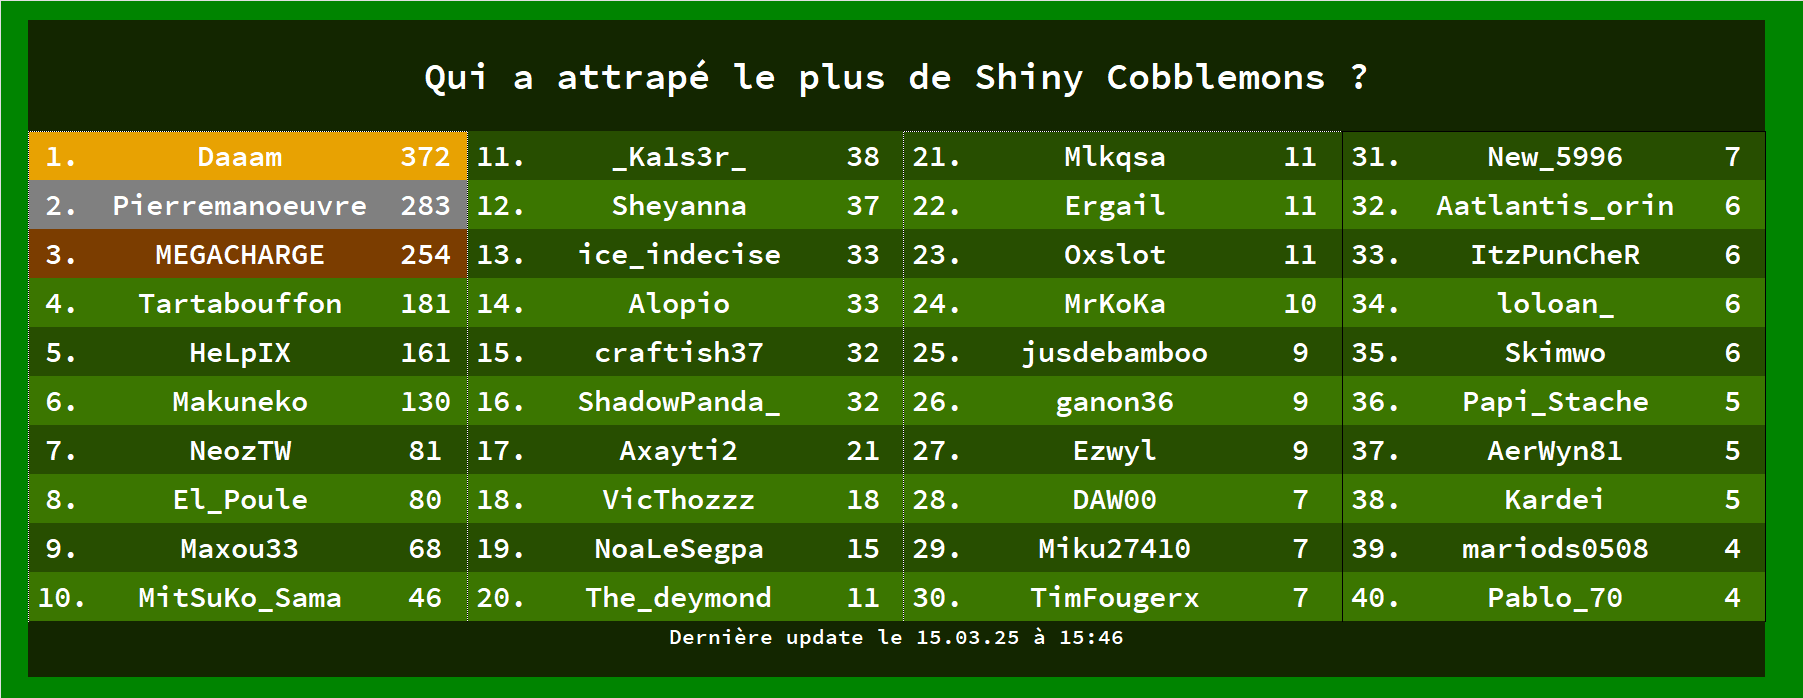 Qui a attrapé le plus de Shiny Cobblemons ?
1. Daaam 372
2. Pierremanoeuvre 283
3. MEGACHARGE 254
4. Tartabouffon 181
5. HeLpIX 161
6. Makuneko 130
7. NeozTW 81
8. El_Poule 80
9. Maxou33 68
10. MitSuKo_Sama 46
11. _Ka1s3r_ 38
12. Sheyanna 37
13. ice_indecise 33
14. Alopio 33
15. craftish37 32
16. ShadowPanda_ 32
17. Axayti2 21
18. VicThozzz 18
19. NoaLeSegpa 15
20. The_deymond 11
21. Mlkqsa 11
22. Ergail 11
23. Oxslot 11
24. MrKoKa 10
25. jusdebamboo 9
26. ganon36 9
27. Ezwyl 9
28. DAW00 7
29. Miku27410 7
30. TimFougerx 7
31. New_5996 7
32. Aatlantis_orin 6
33. ItzPunCheR 6
34. loloan_ 6
35. Skimwo 6
36. Papi_Stache 5
37. AerWyn81 5
38. Kardei 5
39. mariods0508 4
40. Pablo_70 4
Dernière update le 15.03.25 à 15:46